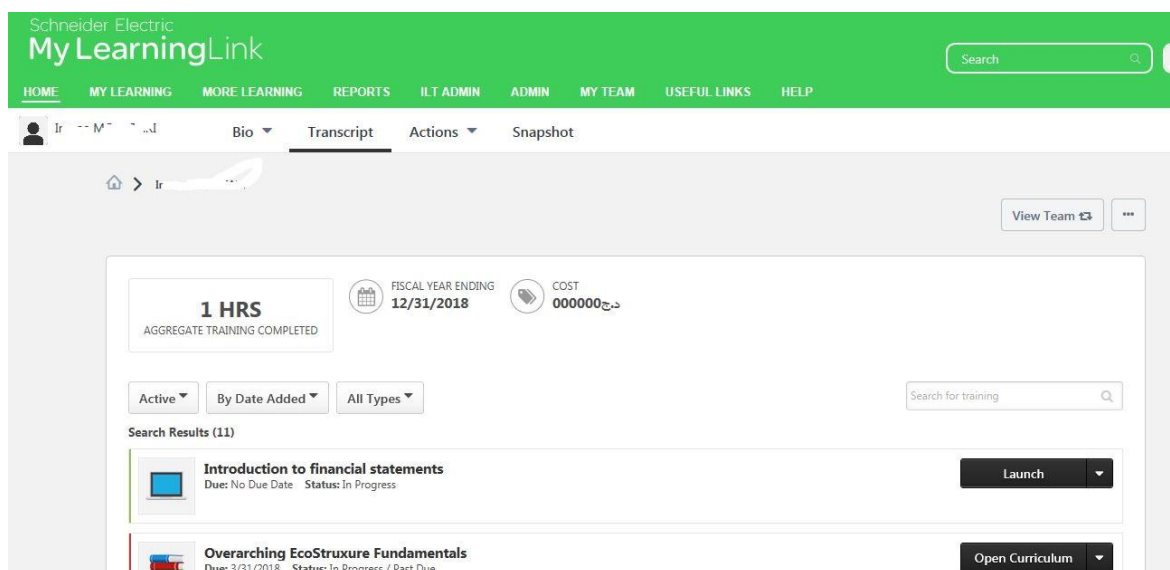 Schneider Electric
My LearningLink
Search
HOME MY LEARNING MORE LEARNING REPORTS ILT ADMIN ADMIN MY TEAM USEFUL LINKS HELP
Bio Transcript Actions Snapshot
View Team
1 HRS
AGGREGATE TRAINING COMPLETED
FISCAL YEAR ENDING
12/31/2018
COST
د.ج000000
Active By Date Added All Types
Search for training
Search Results (11)
Introduction to financial statements
Due: No Due Date Status: In Progress
Launch
Overarching EcoStruxure Fundamentals
Due: 3/31/2018 Status: In Progress / Past Due
Open Curriculum